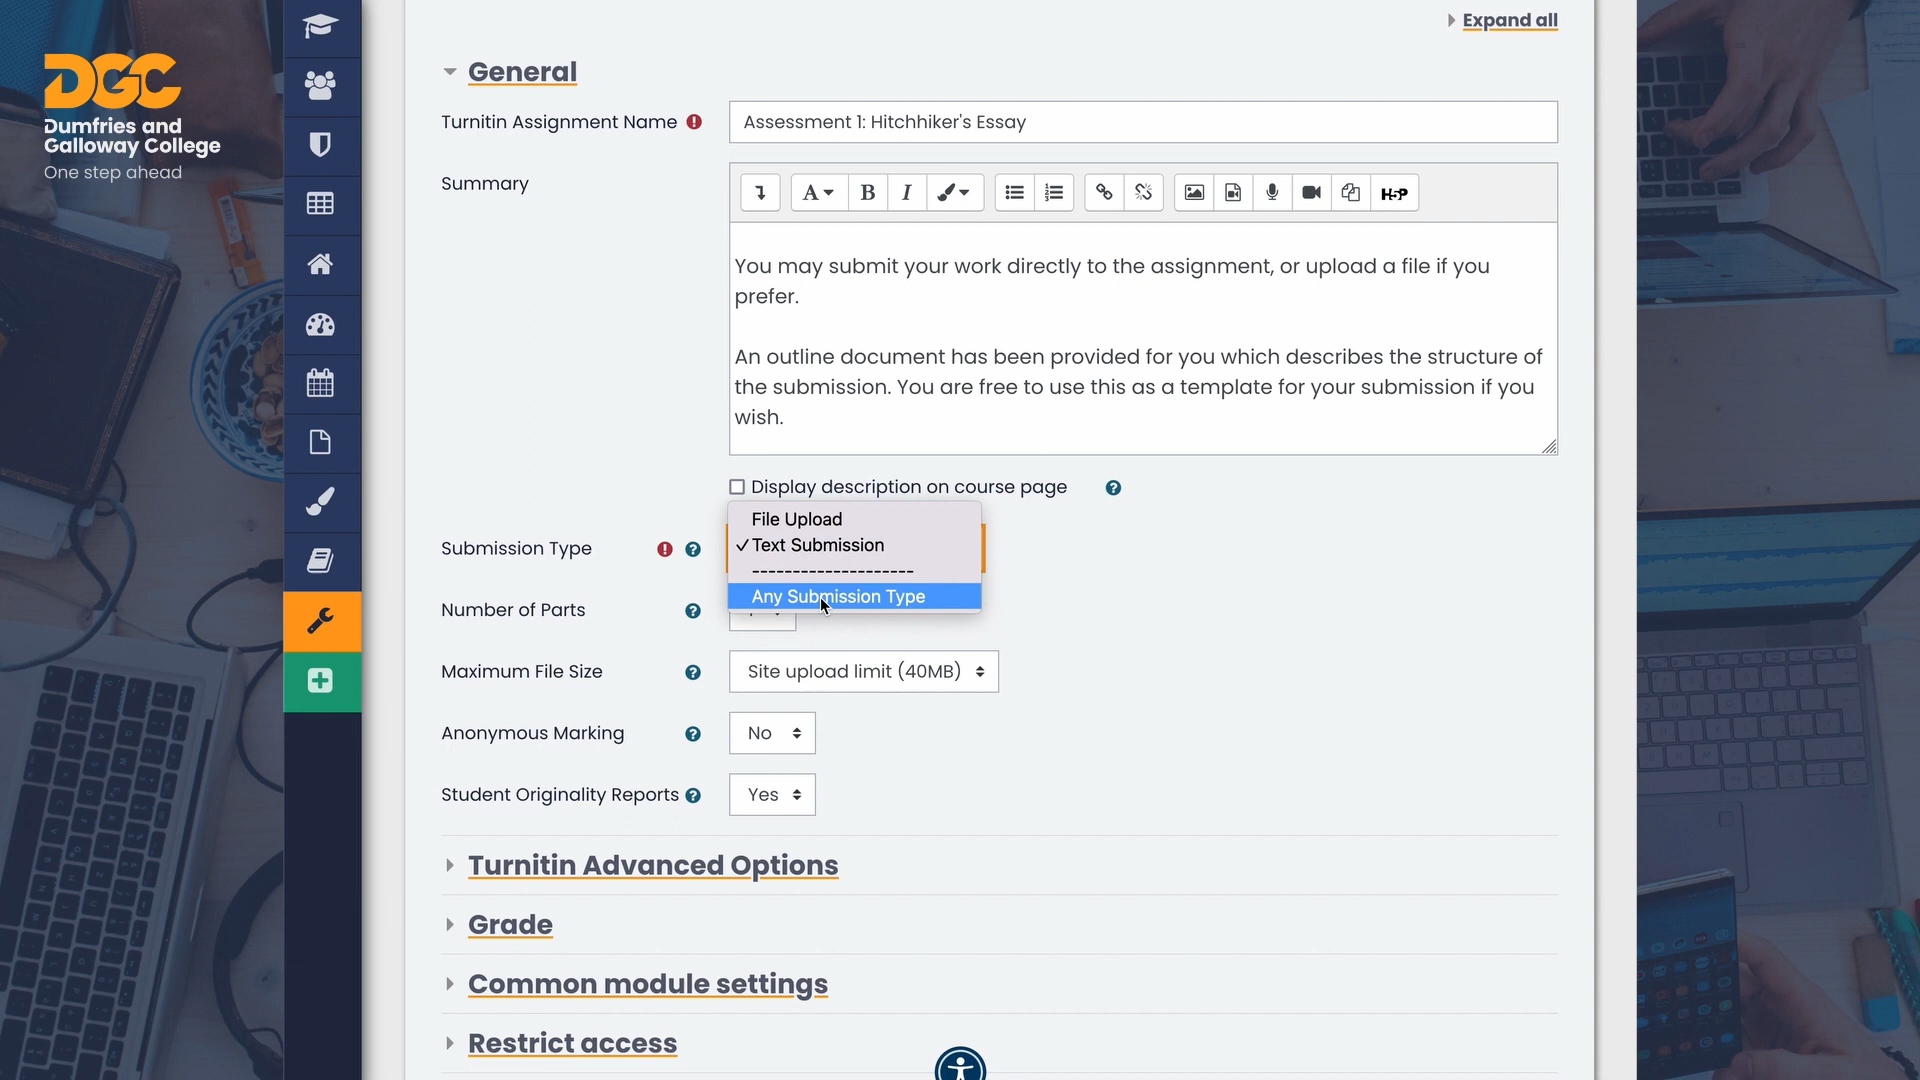 DGC
Dumfries and
Galloway College
One step ahead
Expand all
General
Turnitin Assignment Name
Assessment 1: Hitchhiker's Essay
Summary
A
B
I
H5P
You may submit your work directly to the assignment, or upload a file if you
prefer.
An outline document has been provided for you which describes the structure of
the submission. You are free to use this as a template for your submission if you
wish.
Display description on course page
Submission Type
File Upload
✓Text Submission
--------------------
Any Submission Type
Number of Parts
Maximum File Size
Site upload limit (40MB)
Anonymous Marking
No
Student Originality Reports
Yes
Turnitin Advanced Options
Grade
Common module settings
Restrict access